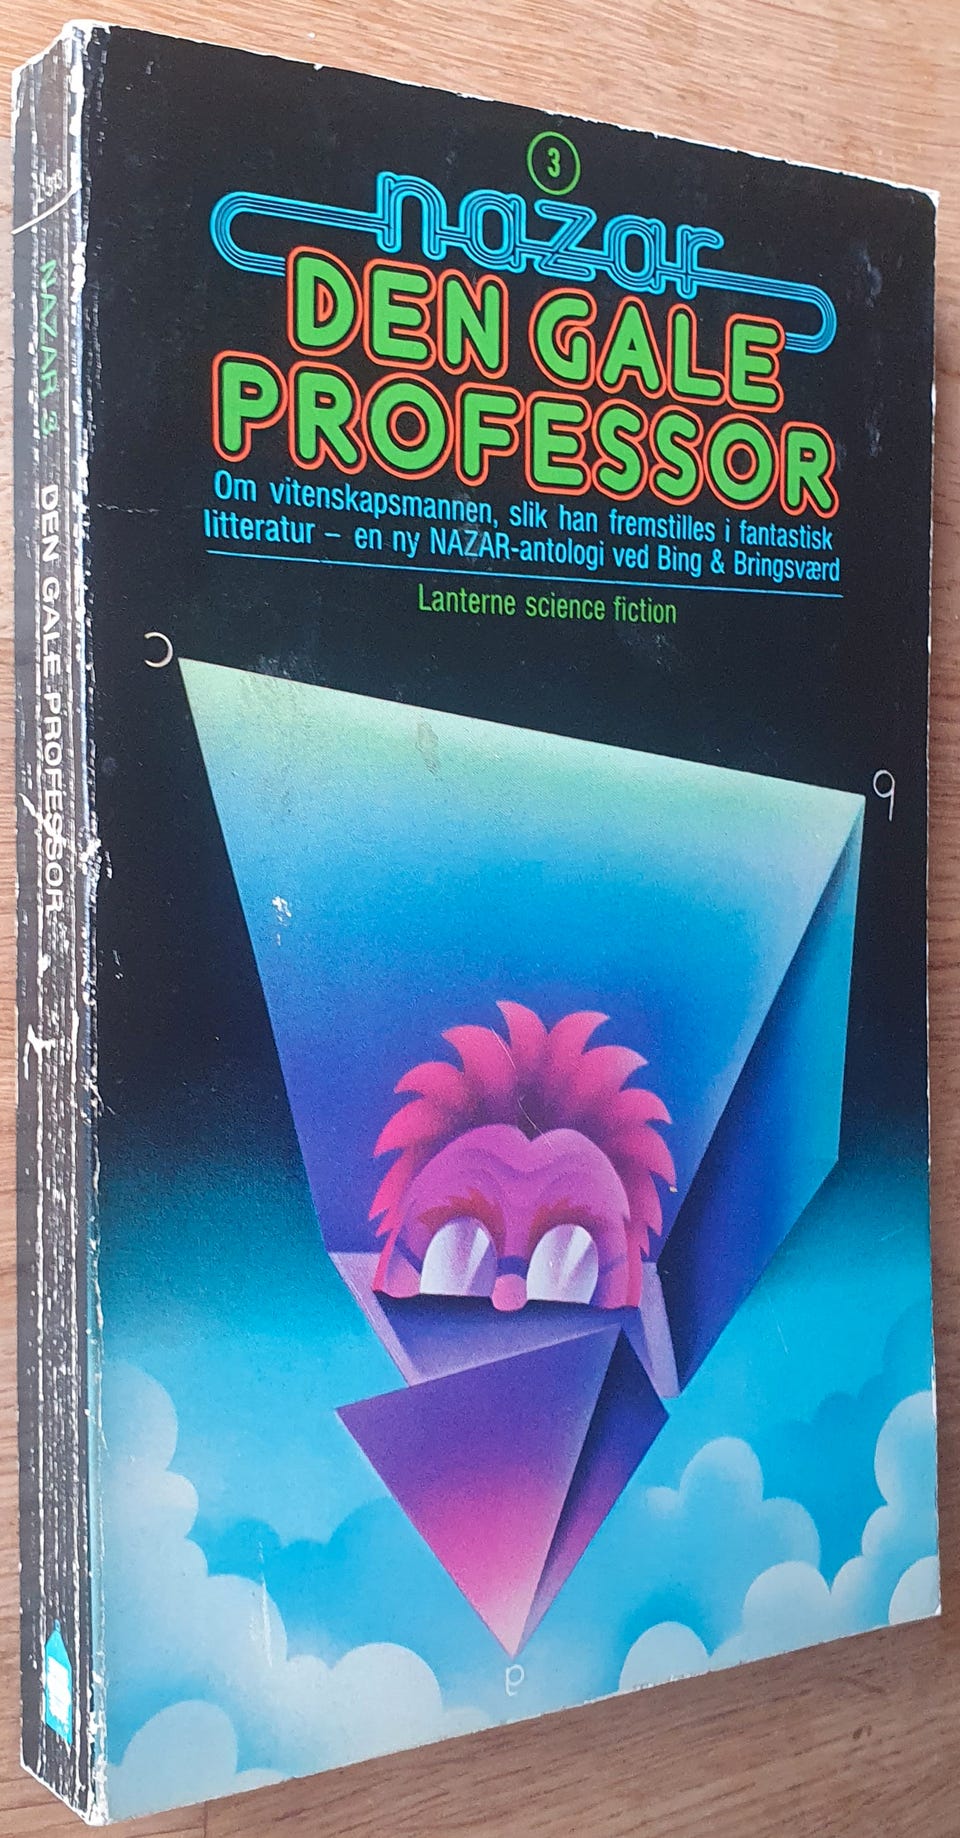 3
nazar
DEN GALE
PROFESSOR
Om vitenskapsmannen, slik han fremstilles i fantastisk
litteratur – en ny NAZAR-antologi ved Bing & Bringsværd
Lanterne science fiction
c
b
a
NAZAR 3. DEN GALE PROFESSOR